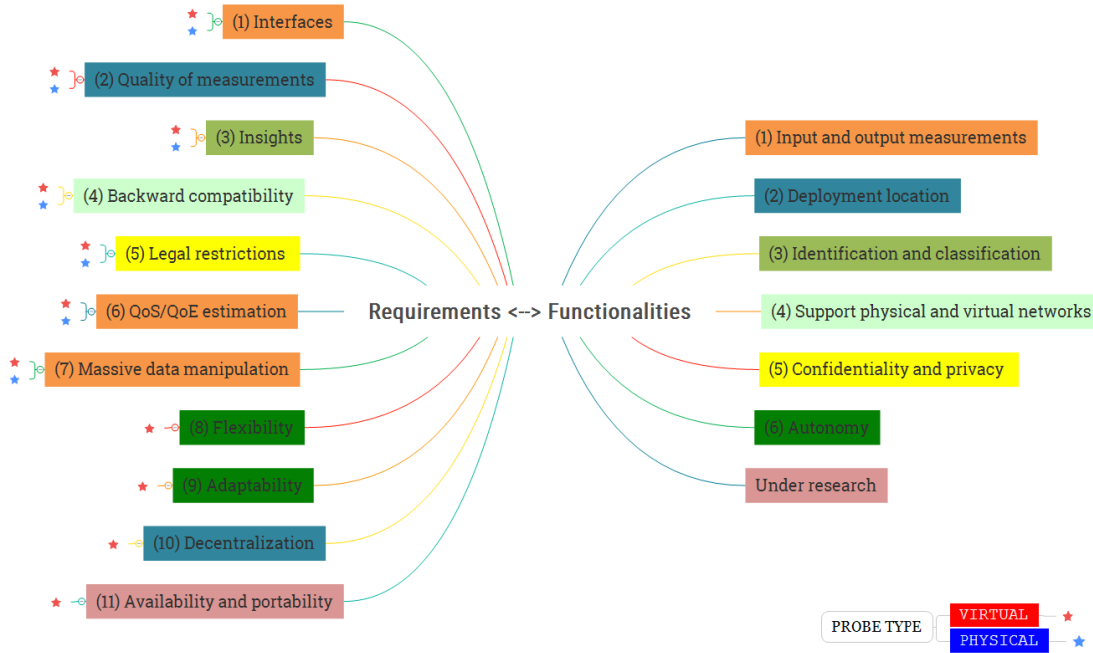 (1) Interfaces
(2) Quality of measurements
(3) Insights
(4) Backward compatibility
(5) Legal restrictions
(6) QoS/QoE estimation
(7) Massive data manipulation
(8) Flexibility
(9) Adaptability
(10) Decentralization
(11) Availability and portability
Requirements <--> Functionalities
(1) Input and output measurements
(2) Deployment location
(3) Identification and classification
(4) Support physical and virtual networks
(5) Confidentiality and privacy
(6) Autonomy
Under research
PROBE TYPE
VIRTUAL
PHYSICAL